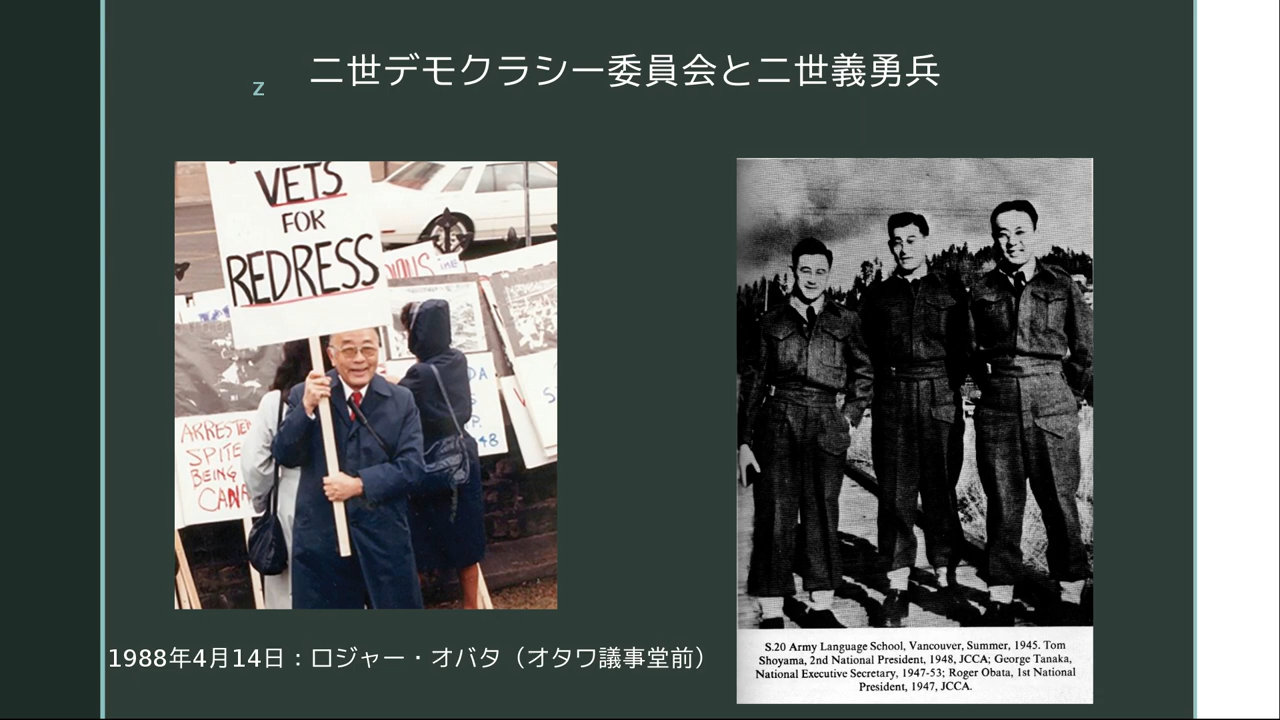 二世デモクラシー委員会と二世義勇兵
z
VETS
FOR
REDRESS
ARRESTED
SPITE
BEING
CANA
DA
P.
48
S
1988年4月14日：ロジャー・オバタ（オタワ議事堂前）
S.20 Army Language School, Vancouver, Summer, 1945. Tom
Shoyama, 2nd National President, 1948, JCCA; George Tanaka,
National Executive Secretary, 1947-53; Roger Obata, 1st National
President, 1947, JCCA.